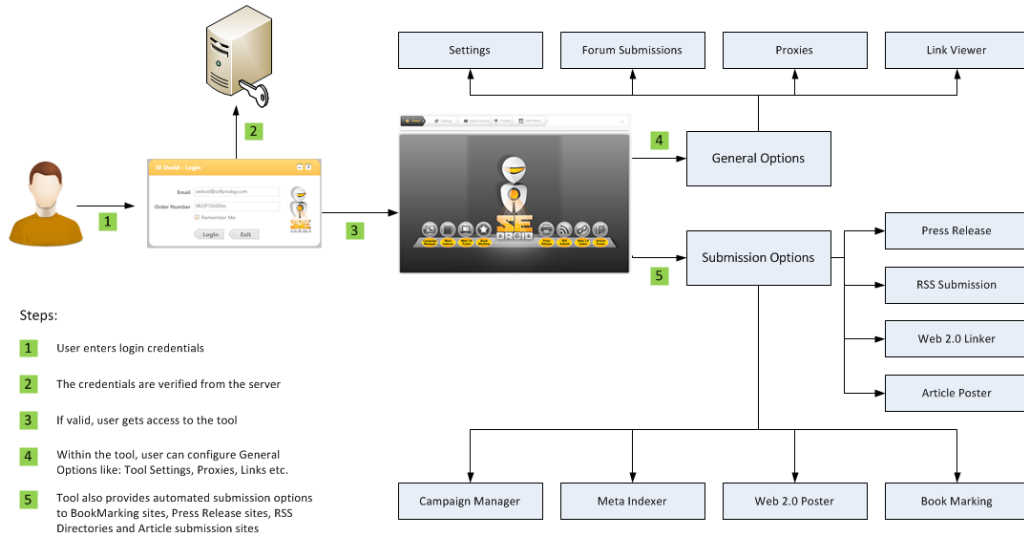 Settings
Forum Submissions
Proxies
Link Viewer
2
SE Droid - Login
Email
Order Number
Remember Me
Login
Exit
1
3
SE
DROID
4
General Options
5
Submission Options
Press Release
RSS Submission
Web 2.0 Linker
Article Poster
Steps:
1 User enters login credentials
2 The credentials are verified from the server
3 If valid, user gets access to the tool
4 Within the tool, user can configure General
Options like: Tool Settings, Proxies, Links etc.
5 Tool also provides automated submission options
to BookMarking sites, Press Release sites, RSS
Directories and Article submission sites
Campaign Manager
Meta Indexer
Web 2.0 Poster
Book Marking